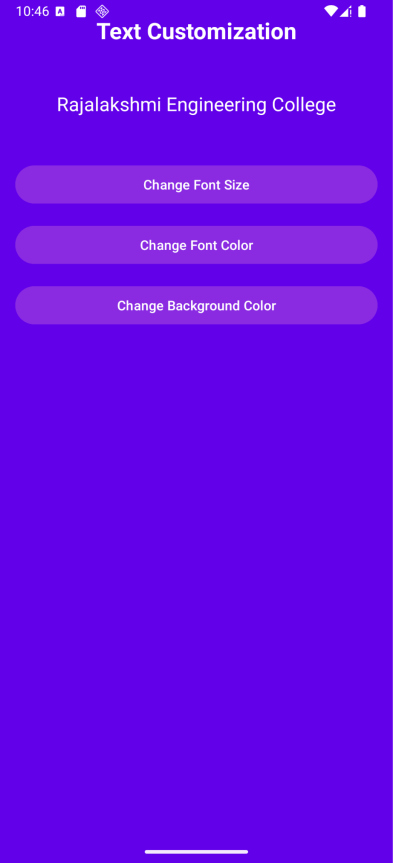 10:46
Text Customization
Rajalakshmi Engineering College
Change Font Size
Change Font Color
Change Background Color